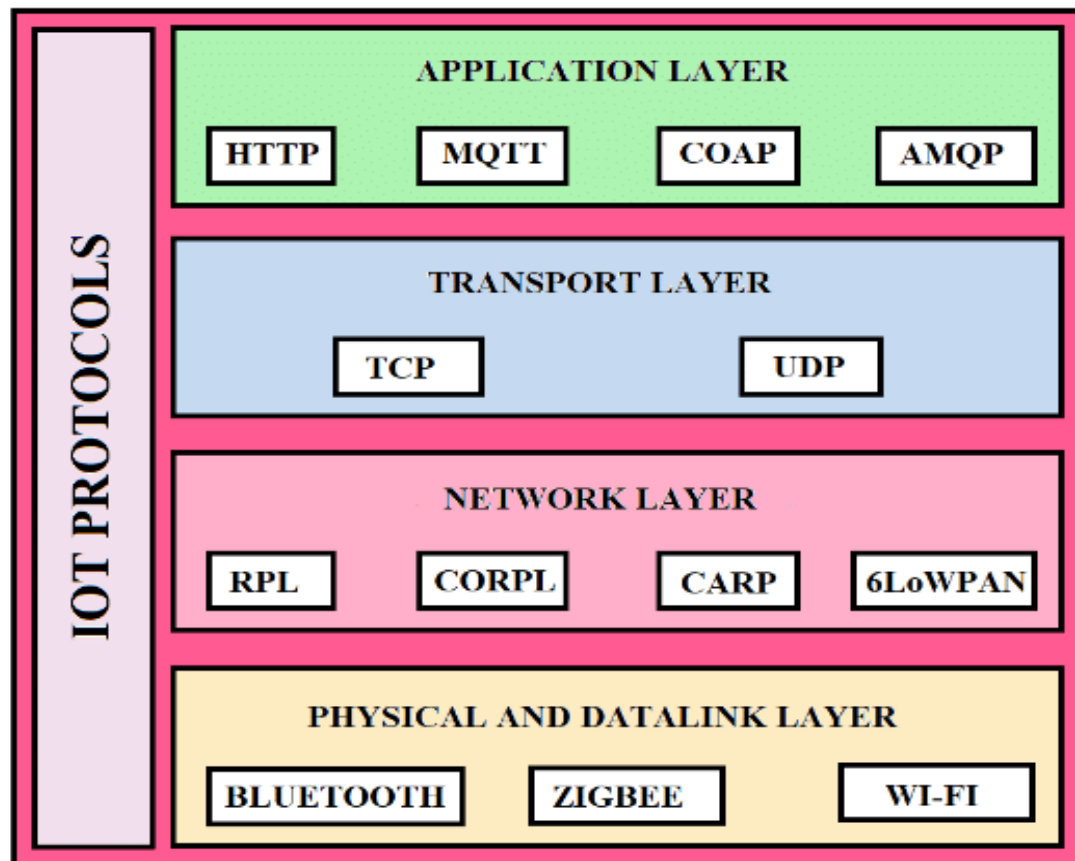 IOT PROTOCOLS
APPLICATION LAYER
HTTP MQTT COAP AMQP
TRANSPORT LAYER
TCP UDP
NETWORK LAYER
RPL CORPL CARP 6LoWPAN
PHYSICAL AND DATALINK LAYER
BLUETOOTH ZIGBEE WI-FI